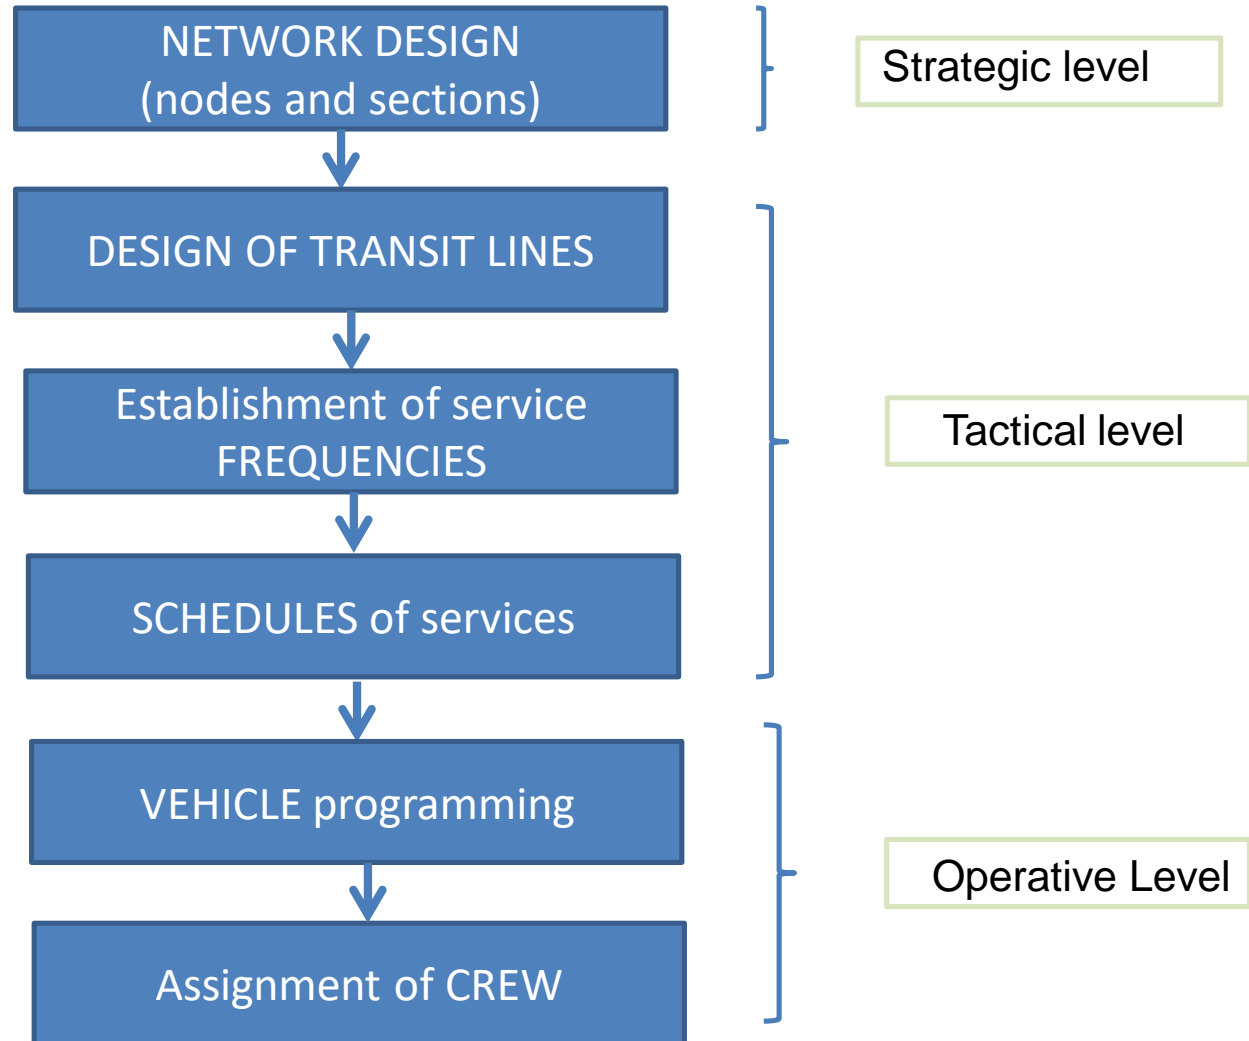 NETWORK DESIGN
(nodes and sections)
Strategic level
DESIGN OF TRANSIT LINES
Establishment of service
FREQUENCIES
Tactical level
SCHEDULES of services
VEHICLE programming
Operative Level
Assignment of CREW